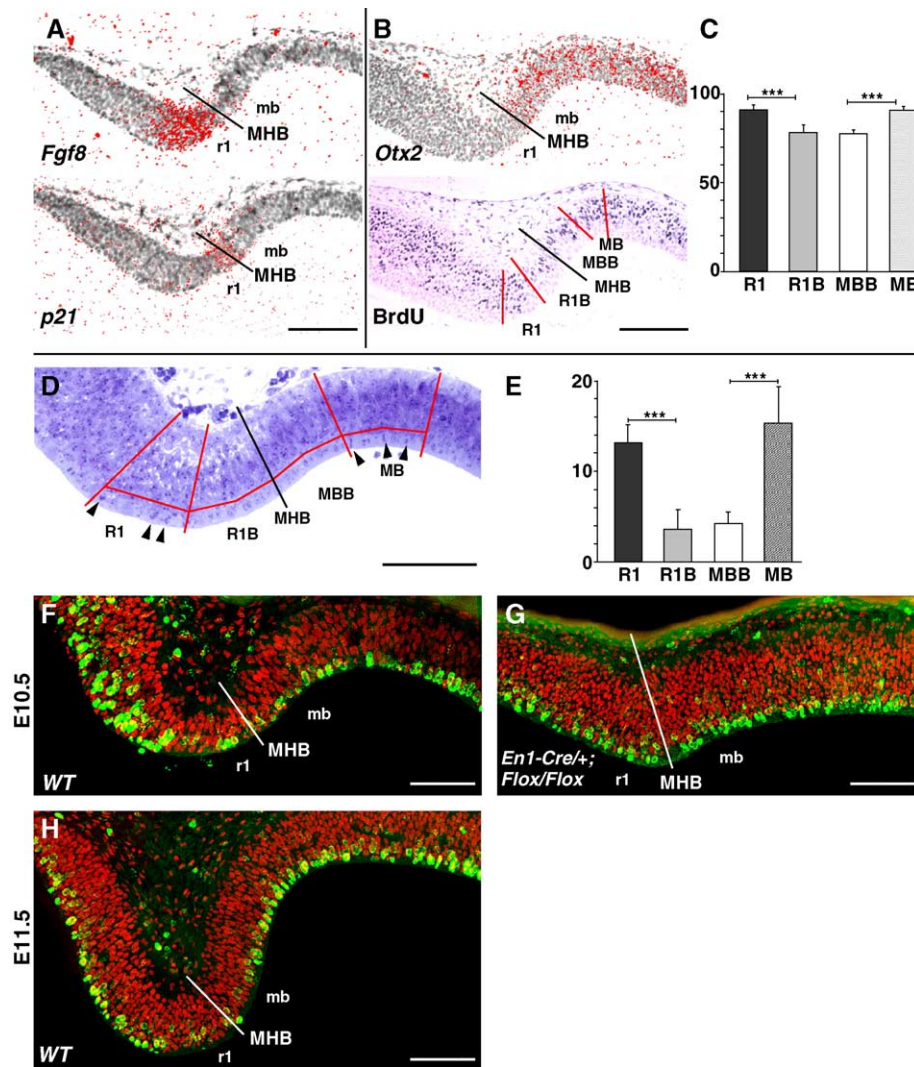 A
mb
MHB
r1
Fgf8
mb
MHB
r1
p21
B
r1
MHB
Otx2
MB
MBB
MHB
R1B
R1
BrdU
C
***
***
100
50
0
R1 R1B MBB MB
D
R1
R1B
MHB
MBB
MB
E
***
***
20
10
0
R1 R1B MBB MB
E10.5
F
mb
MHB
r1
WT
G
En1-Cre/+;
Flox/Flox
r1
MHB
mb
E11.5
H
mb
MHB
r1
WT